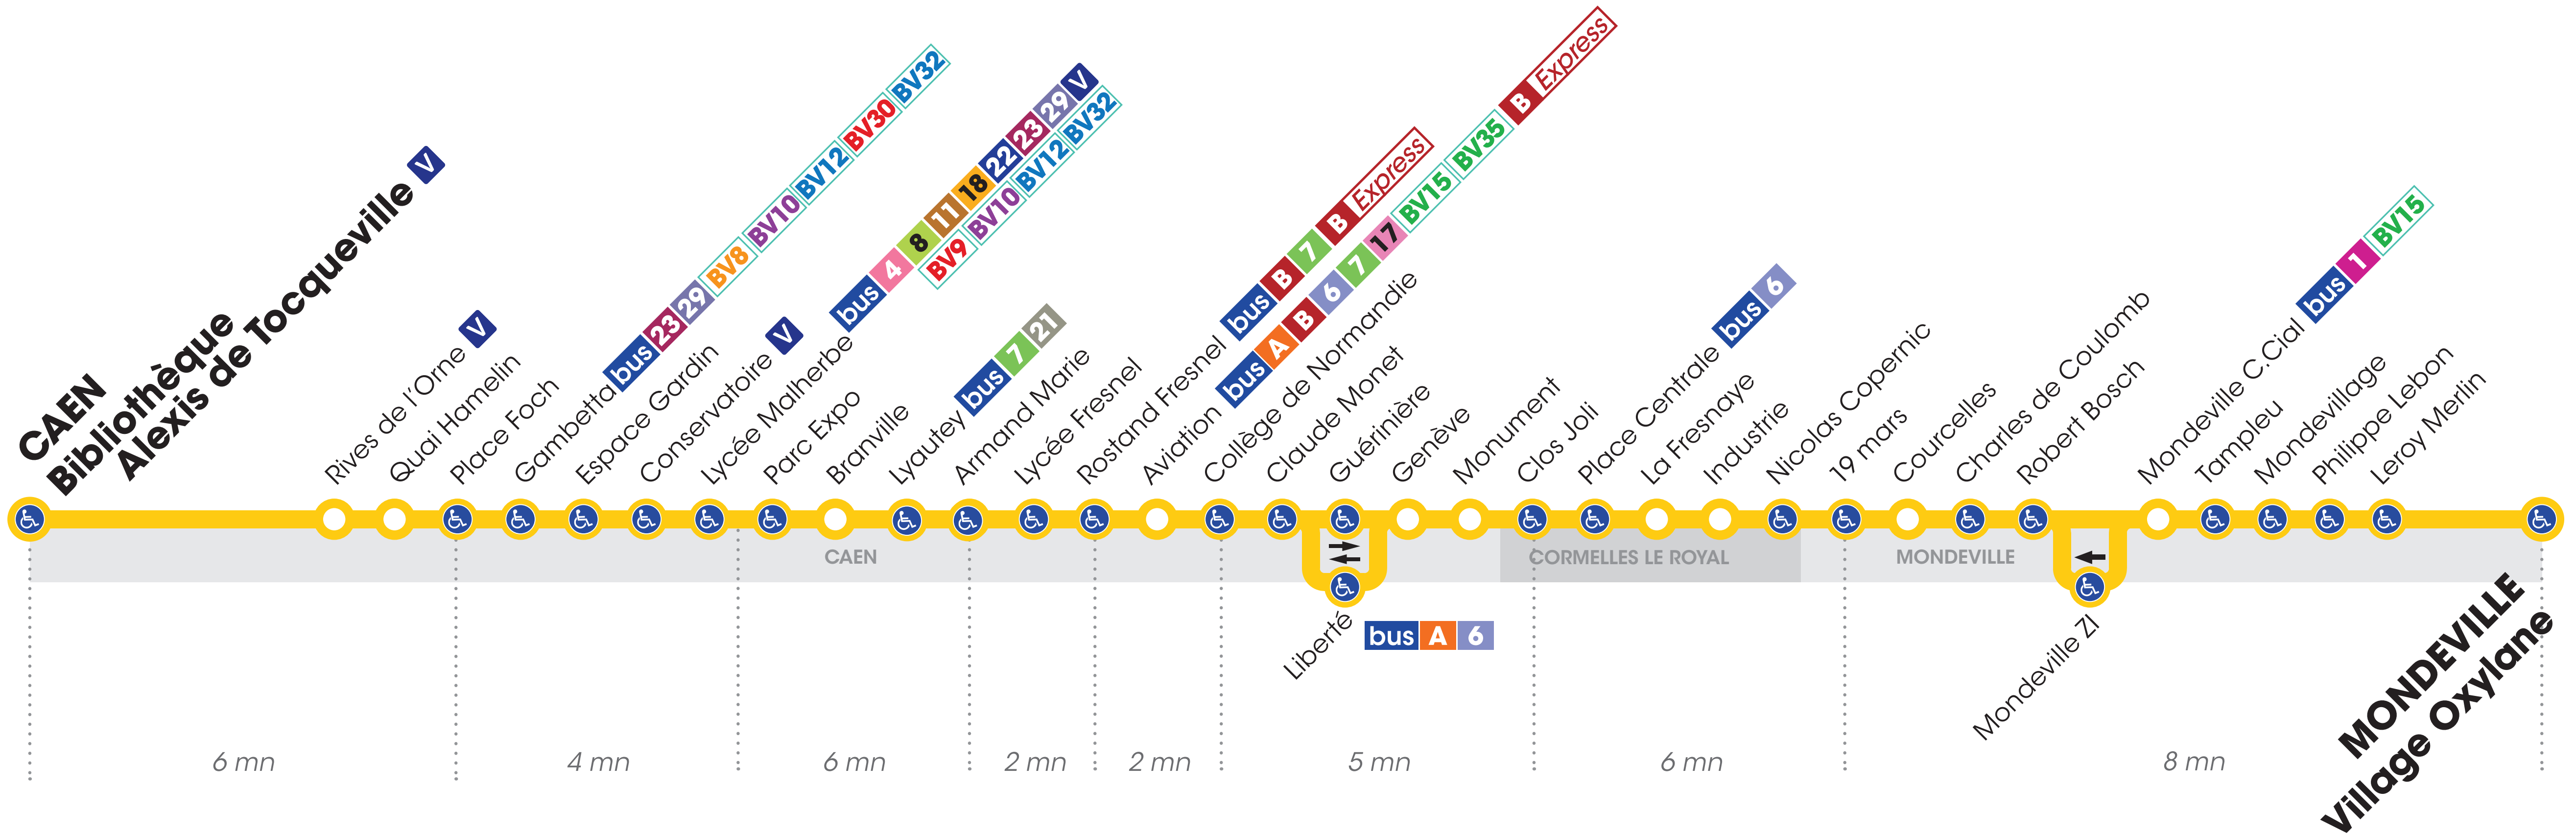 CAEN
Bibliothèque
Alexis de Tocqueville V
Rives de l'Orne V
Quai Hamelin
Place Foch
Gambetta bus 23 29 BV8 BV10 BV12 BV30 BV32
Espace Gardin
Conservatoire V
Lycée Malherbe bus 4 8 11 18 22 23 29 V
BV9 BV10 BV12 BV32
Parc Expo
Branville
Lyautey bus 7 21
Armand Marie
Lycée Fresnel
Rostand Fresnel bus B 7 B Express
Aviation bus A B 6 7 17 BV15 BV35 B Express
Collège de Normandie
Claude Monet
Guérinière
Genève
Monument
Clos Joli
Place Centrale bus 6
La Fresnaye
Industrie
Nicolas Copernic
19 mars
Courcelles
Charles de Coulomb
Robert Bosch
Mondeville C.Cial bus 1 BV15
Tampleu
Mondevillage
Philippe Lebon
Leroy Merlin
CAEN
CORMELLES LE ROYAL
MONDEVILLE
Liberté
bus A 6
Mondeville ZI
MONDEVILLE
Village Oxylane
6 mn
4 mn
6 mn
2 mn
2 mn
5 mn
6 mn
8 mn